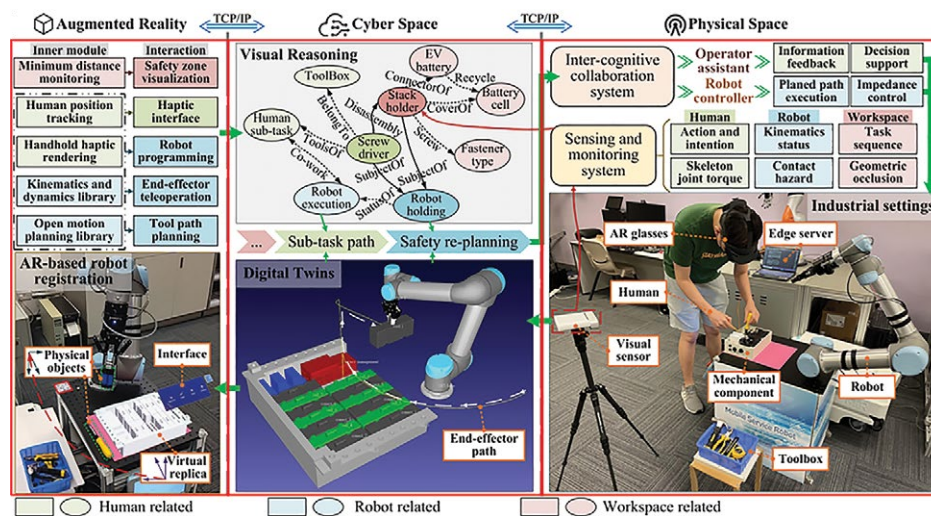 Augmented Reality
TCP/IP
Cyber Space
TCP/IP
Physical Space
Inner module
Interaction
Minimum distance
monitoring
Safety zone
visualization
Human position
tracking
Haptic
interface
Handhold haptic
rendering
Robot
programming
Kinematics and
dynamics library
End-effector
teleoperation
Open motion
planning library
Tool path
planning
AR-based robot
registration
Physical
objects
Interface
Virtual
replica
Visual Reasoning
ToolBox
EV
battery
Stack
holder
Battery
cell
Human
sub-task
Screw
driver
Fastener
type
Robot
execution
Robot
holding
BelongTo
Disassembly
ConnectorOf
Recycle
CoverOf
ToolsOf
Screw
Co-work
SubjectOf
SubjectOf
StatusOf
...
Sub-task path
Safety re-planning
Digital Twins
End-effector
path
Inter-cognitive
collaboration
system
Operator
assistant
Robot
controller
Information
feedback
Decision
support
Planed path
execution
Impedance
control
Sensing and
monitoring
system
Human
Robot
Workspace
Action and
intention
Kinematics
status
Task
sequence
Skeleton
joint torque
Contact
hazard
Geometric
occlusion
Industrial settings
AR glasses
Edge server
Human
Visual
sensor
Mechanical
component
Robot
Mobile Service Robot
Toolbox
Human related
Robot related
Workspace related